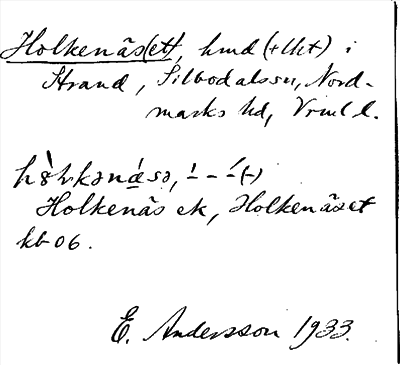 Holkenäs(et), hmd (+lht) i
Strand, Silbodalssn, Nord-
marks hd, Vrml l.
Holkenäs ek, Holkenäset
kb 06.
E. Andersson 1933.